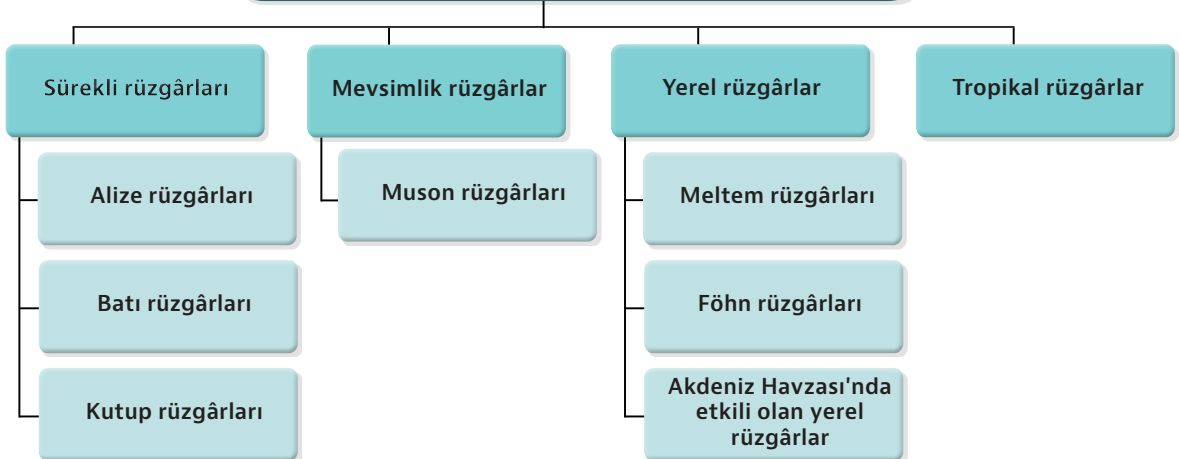 Sürekli rüzgârları
Mevsimlik rüzgârlar
Yerel rüzgârlar
Tropikal rüzgârlar
Alize rüzgârları
Muson rüzgârları
Meltem rüzgârları
Batı rüzgârları
Föhn rüzgârları
Kutup rüzgârları
Akdeniz Havzası'nda
etkili olan yerel
rüzgârlar